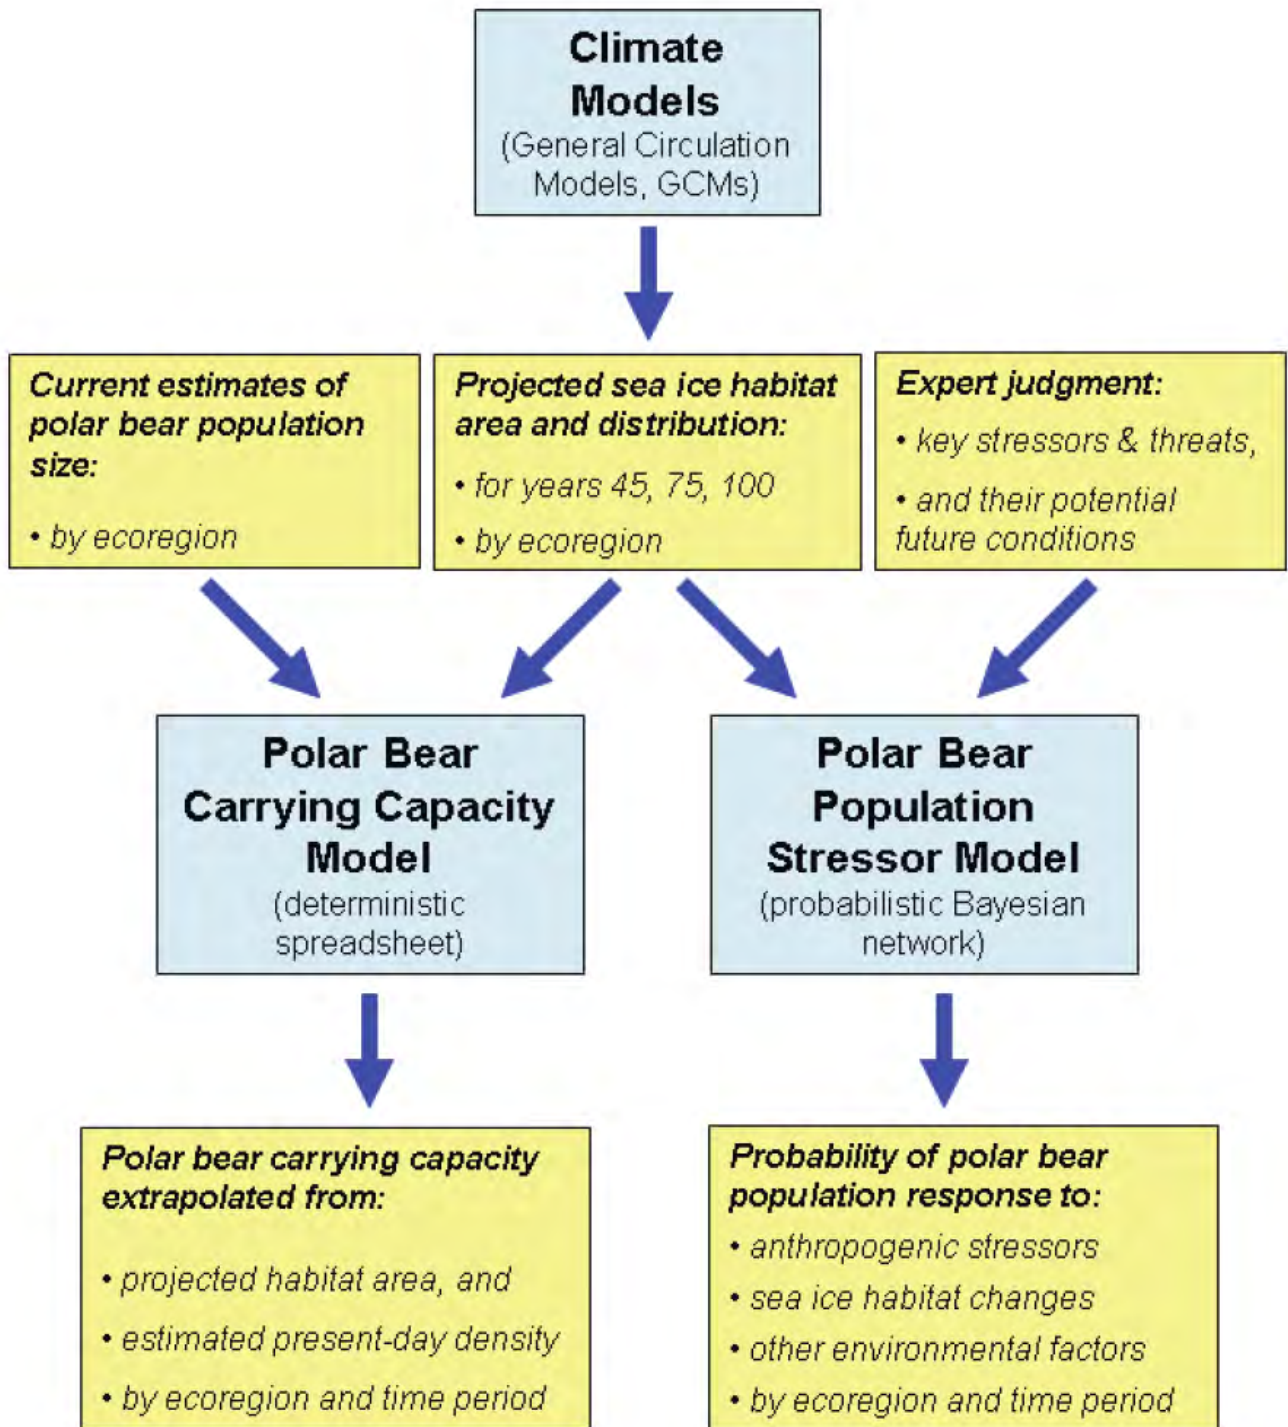 Climate
Models
(General Circulation
Models, GCMs)
Current estimates of
polar bear population
size:
• by ecoregion
Projected sea ice habitat
area and distribution:
• for years 45, 75, 100
• by ecoregion
Expert judgment:
• key stressors & threats,
• and their potential
future conditions
Polar Bear
Carrying Capacity
Model
(deterministic
spreadsheet)
Polar Bear
Population
Stressor Model
(probabilistic Bayesian
network)
Polar bear carrying capacity
extrapolated from:
• projected habitat area, and
• estimated present-day density
• by ecoregion and time period
Probability of polar bear
population response to:
• anthropogenic stressors
• sea ice habitat changes
• other environmental factors
• by ecoregion and time period